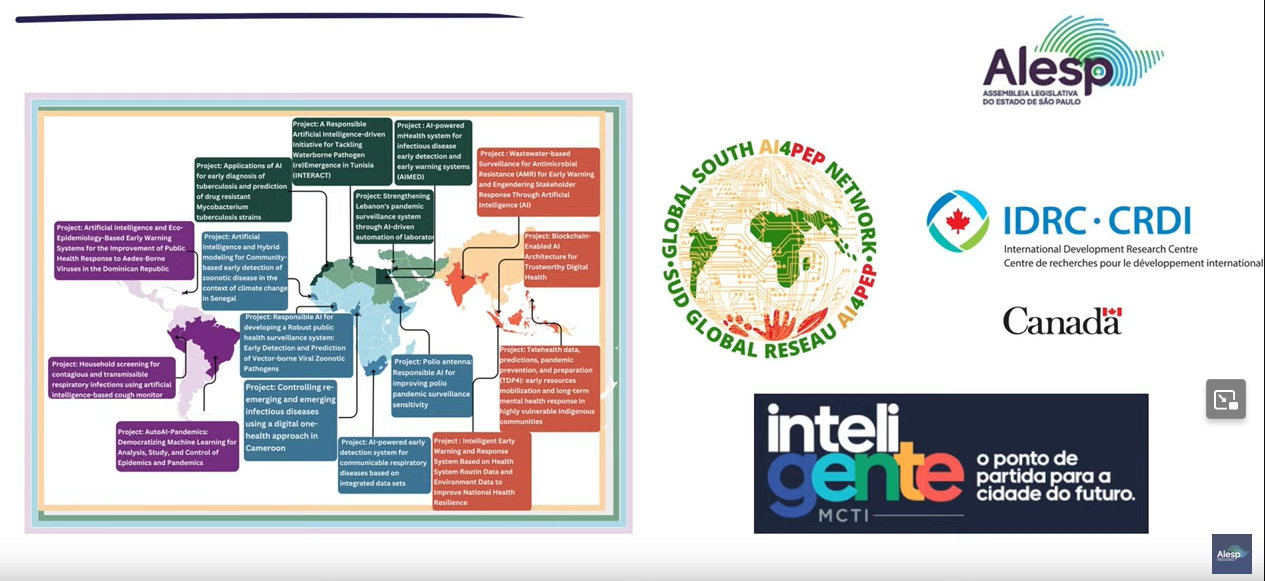 Alesp
ASSEMBLEIA LEGISLATIVA
DO ESTADO DE SÃO PAULO
Project: A Responsible
Artificial Intelligence-driven
Initiative for Tackling
Waterborne Pathogen
(re)Emergence in Tunisia
(INTERACT)
Project : AI-powered
mHealth system for
infectious disease
early detection and
early warning systems
(AIMED)
Project : Wastewater-based
Surveillance for Antimicrobial
Resistance (AMR) for Early Warning
and Engendering Stakeholder
Response Through Artificial
Intelligence (AI)
Project: Applications of AI
for early diagnosis of
tuberculosis and prediction
of drug resistant
Mycobacterium
tuberculosis strains
Project: Strengthening
Lebanon's pandemic
surveillance system
through AI-driven
automation of laborator
Project: Artificial Intelligence and Eco-
Epidemiology-Based Early Warning
Systems for the Improvement of Public
Health Response to Aedes-Borne
Viruses in the Dominican Republic
Project: Artificial
Intelligence and Hybrid
modeling for Community-
based early detection of
zoonotic disease in the
context of climate change
in Senegal
Project: Blockchain-
Enabled AI
Architecture for
Trustworthy Digital
Health
Project: Responsible AI for
developing a Robust public
health surveillance system:
Early Detection and Prediction
of Vector-borne Viral Zoonotic
Pathogens
Project: Household screening for
contagious and transmissible
respiratory infections using artificial
intelligence-based cough monitor
Project: Polio antenna:
Responsible AI for
improving polio
pandemic surveillance
sensitivity
Project: Telehealth data,
predictions, pandemic
prevention, and preparation
(TDP4): early resources
mobilization and long-term
mental health response in
highly vulnerable Indigenous
communities
Project: Controlling re-
emerging and emerging
infectious diseases
using a digital one-
health approach in
Cameroon
Project: AutoAI-Pandemics:
Democratizing Machine Learning for
Analysis, Study, and Control of
Epidemics and Pandemics
Project: AI-powered early
detection system for
communicable respiratory
diseases based on
integrated data sets
Project : Intelligent Early
Warning and Response
System Based on Health
System Routin Data and
Environment Data to
Improve National Health
Resilience
GLOBAL SOUTH AI4PEP NETWORK
SUD GLOBAL RESEAU AI4PEP
IDRC · CRDI
International Development Research Centre
Centre de recherches pour le développement international
Canada
inteli
gente
MCTI
o ponto de
partida para a
cidade do futuro.
Alesp